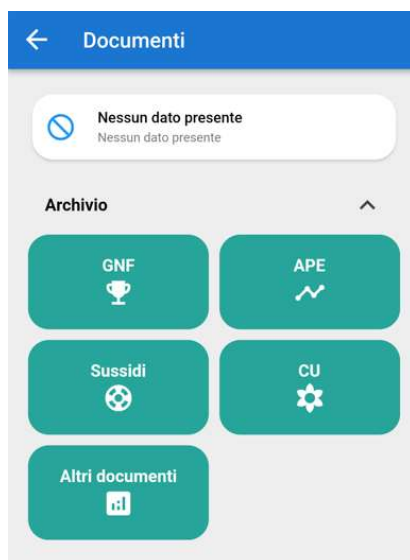 Documenti
Nessun dato presente
Nessun dato presente
Archivio
GNF
APE
Sussidi
CU
Altri documenti